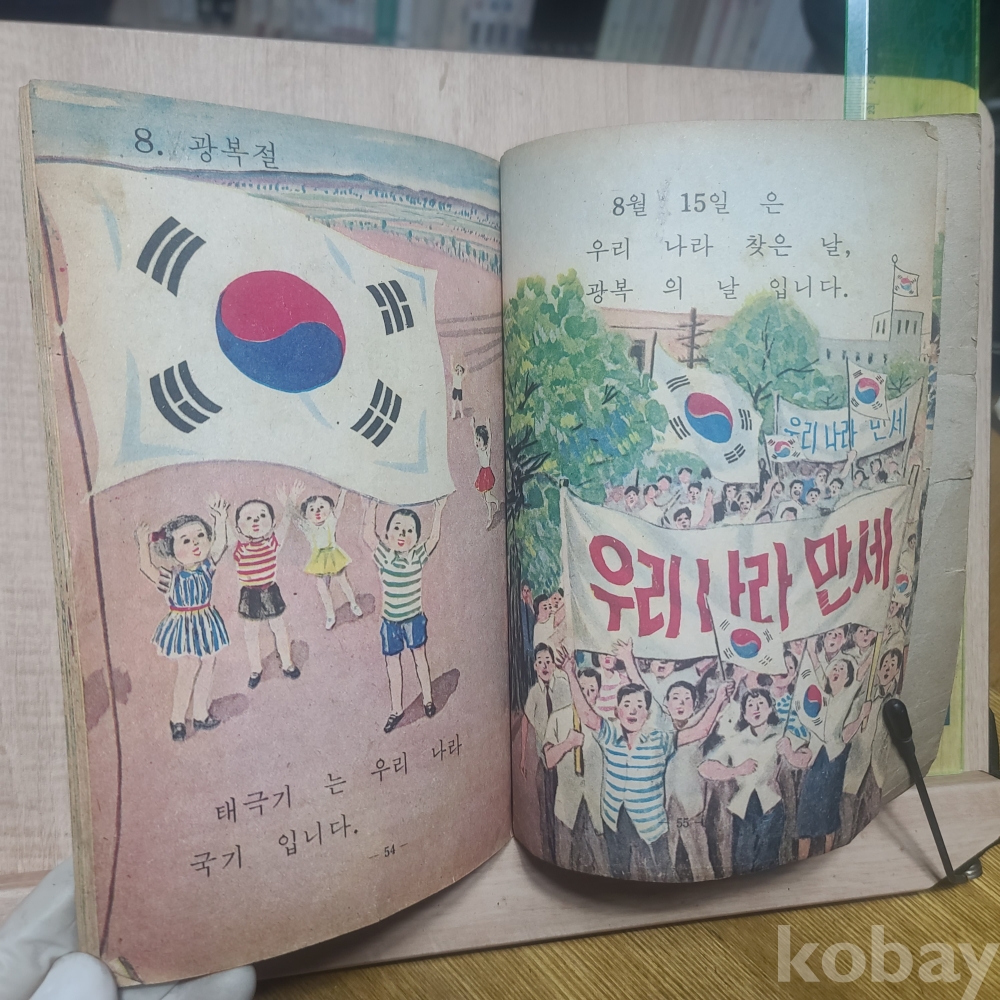 8. 광복절
태극기 는 우리 나라
국기 입니다.
– 54 –
8월 15일 은
우리 나라 찾은 날,
광복 의 날 입니다.
우리 나라 만세
우리 나라 만세
– 55 –
kobay